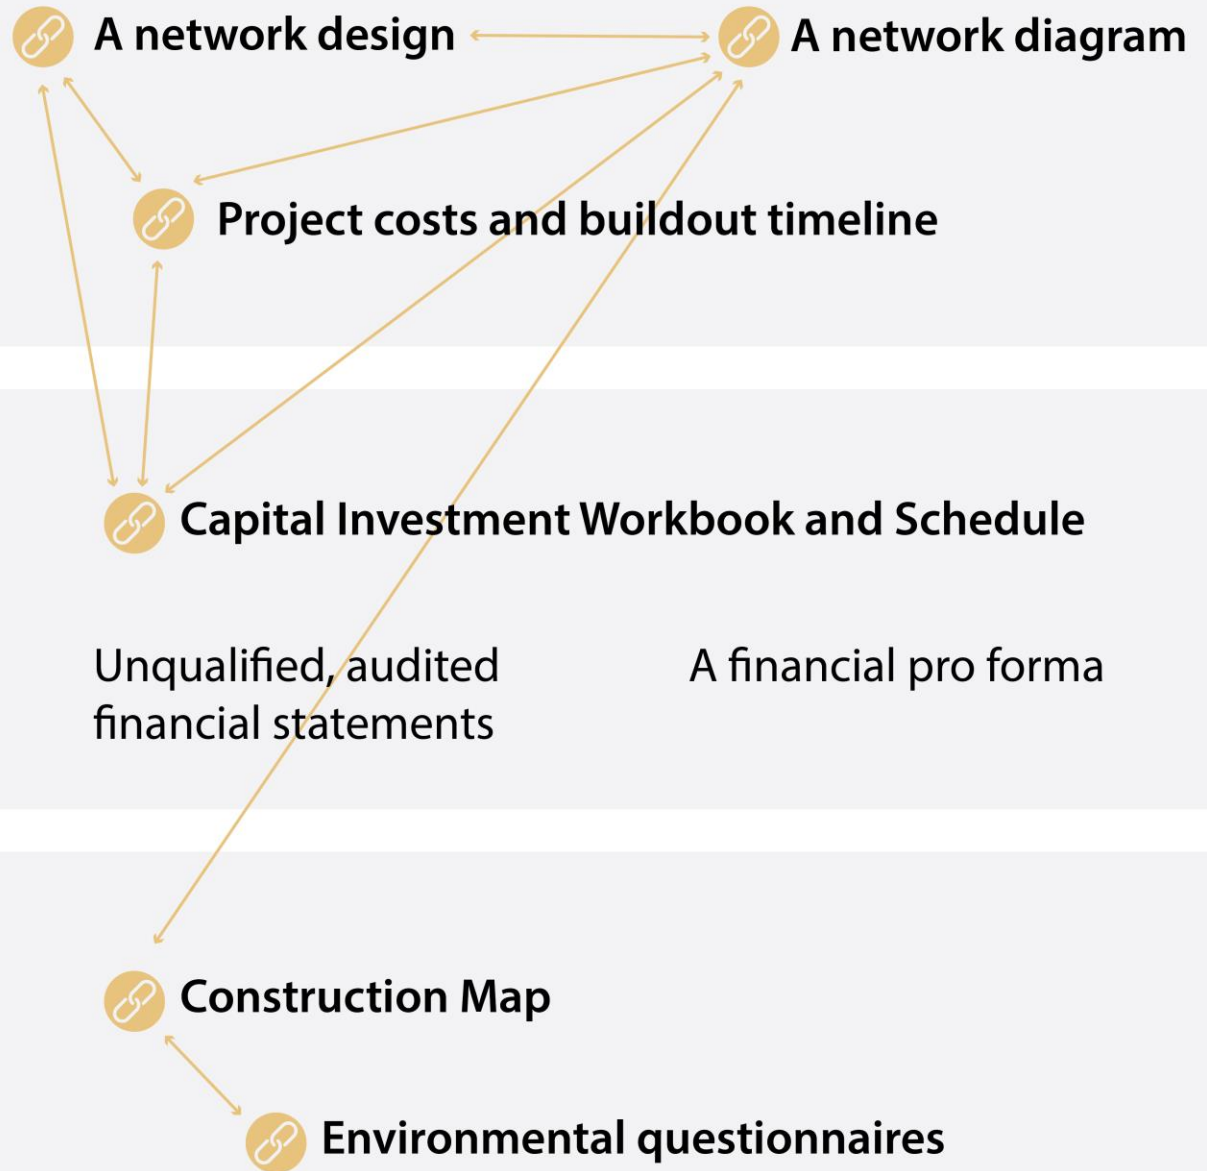 A network design
A network diagram
Project costs and buildout timeline
Capital Investment Workbook and Schedule
Unqualified, audited
financial statements
A financial pro forma
Construction Map
Environmental questionnaires